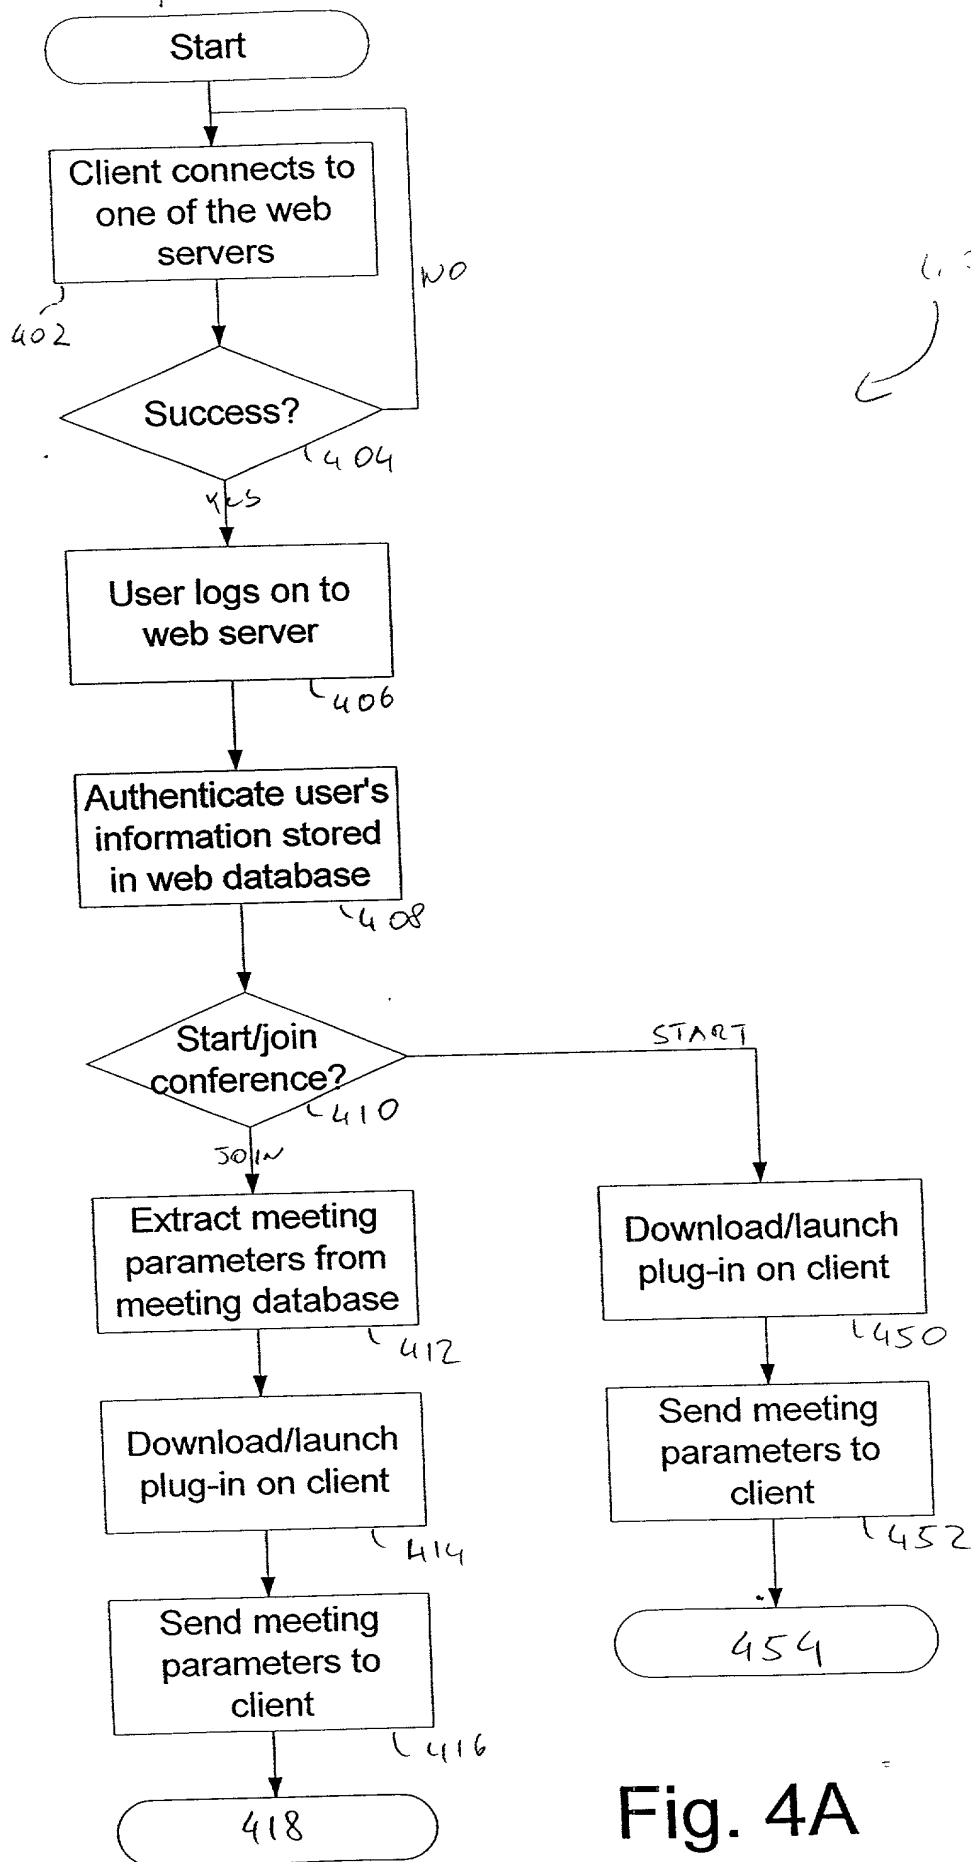 Start
Client connects to
one of the web
servers
NO
402
Success?
404
YES
User logs on to
web server
406
Authenticate user's
information stored
in web database
408
Start/join
conference?
START
410
JOIN
Extract meeting
parameters from
meeting database
412
Download/launch
plug-in on client
414
Send meeting
parameters to
client
416
418
Download/launch
plug-in on client
450
Send meeting
parameters to
client
452
454
Fig. 4A